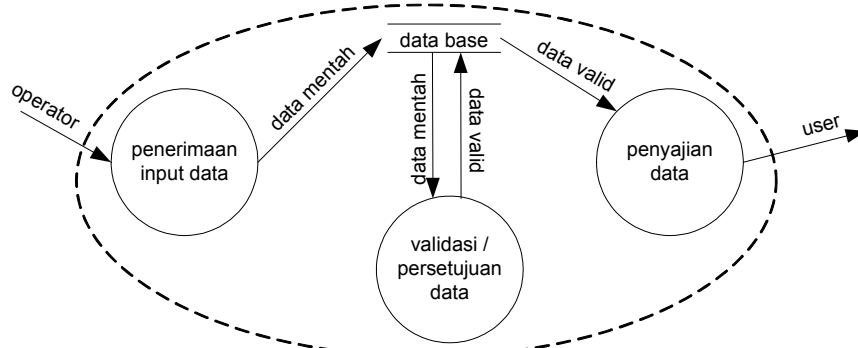 operator
penerimaan
input data
data mentah
data base
data mentah
data valid
validasi /
persetujuan
data
data valid
penyajian
data
user